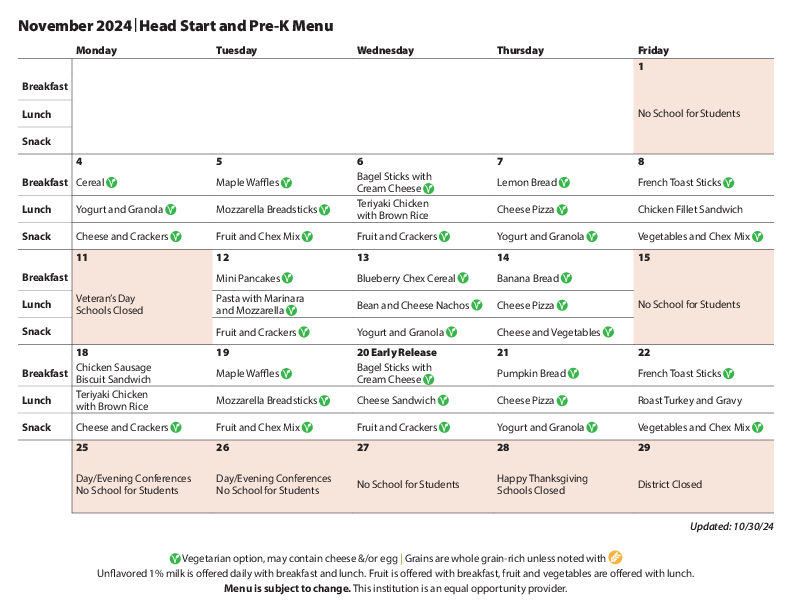 November 2024 | Head Start and Pre-K Menu
Monday Tuesday Wednesday Thursday Friday
1
Breakfast
Lunch No School for Students
Snack
4 5 6 7 8
Breakfast Cereal V Maple Waffles V Bagel Sticks with Cream Cheese V Lemon Bread V French Toast Sticks V
Lunch Yogurt and Granola V Mozzarella Breadsticks V Teriyaki Chicken with Brown Rice Cheese Pizza V Chicken Fillet Sandwich
Snack Cheese and Crackers V Fruit and Chex Mix V Fruit and Crackers V Yogurt and Granola V Vegetables and Chex Mix V
11 12 13 14 15
Breakfast Mini Pancakes V Blueberry Chex Cereal V Banana Bread V
Lunch Veteran's Day Schools Closed Pasta with Marinara and Mozzarella V Bean and Cheese Nachos V Cheese Pizza V No School for Students
Snack Fruit and Crackers V Yogurt and Granola V Cheese and Vegetables V
18 19 20 Early Release 21 22
Breakfast Chicken Sausage Biscuit Sandwich Maple Waffles V Bagel Sticks with Cream Cheese V Pumpkin Bread V French Toast Sticks V
Lunch Teriyaki Chicken with Brown Rice Mozzarella Breadsticks V Cheese Sandwich V Cheese Pizza V Roast Turkey and Gravy
Snack Cheese and Crackers V Fruit and Chex Mix V Fruit and Crackers V Yogurt and Granola V Vegetables and Chex Mix V
25 26 27 28 29
Day/Evening Conferences No School for Students Day/Evening Conferences No School for Students No School for Students Happy Thanksgiving Schools Closed District Closed
Updated: 10/30/24
V Vegetarian option, may contain cheese &/or egg | Grains are whole grain-rich unless noted with
Unflavored 1% milk is offered daily with breakfast and lunch. Fruit is offered with breakfast, fruit and vegetables are offered with lunch.
Menu is subject to change. This institution is an equal opportunity provider.